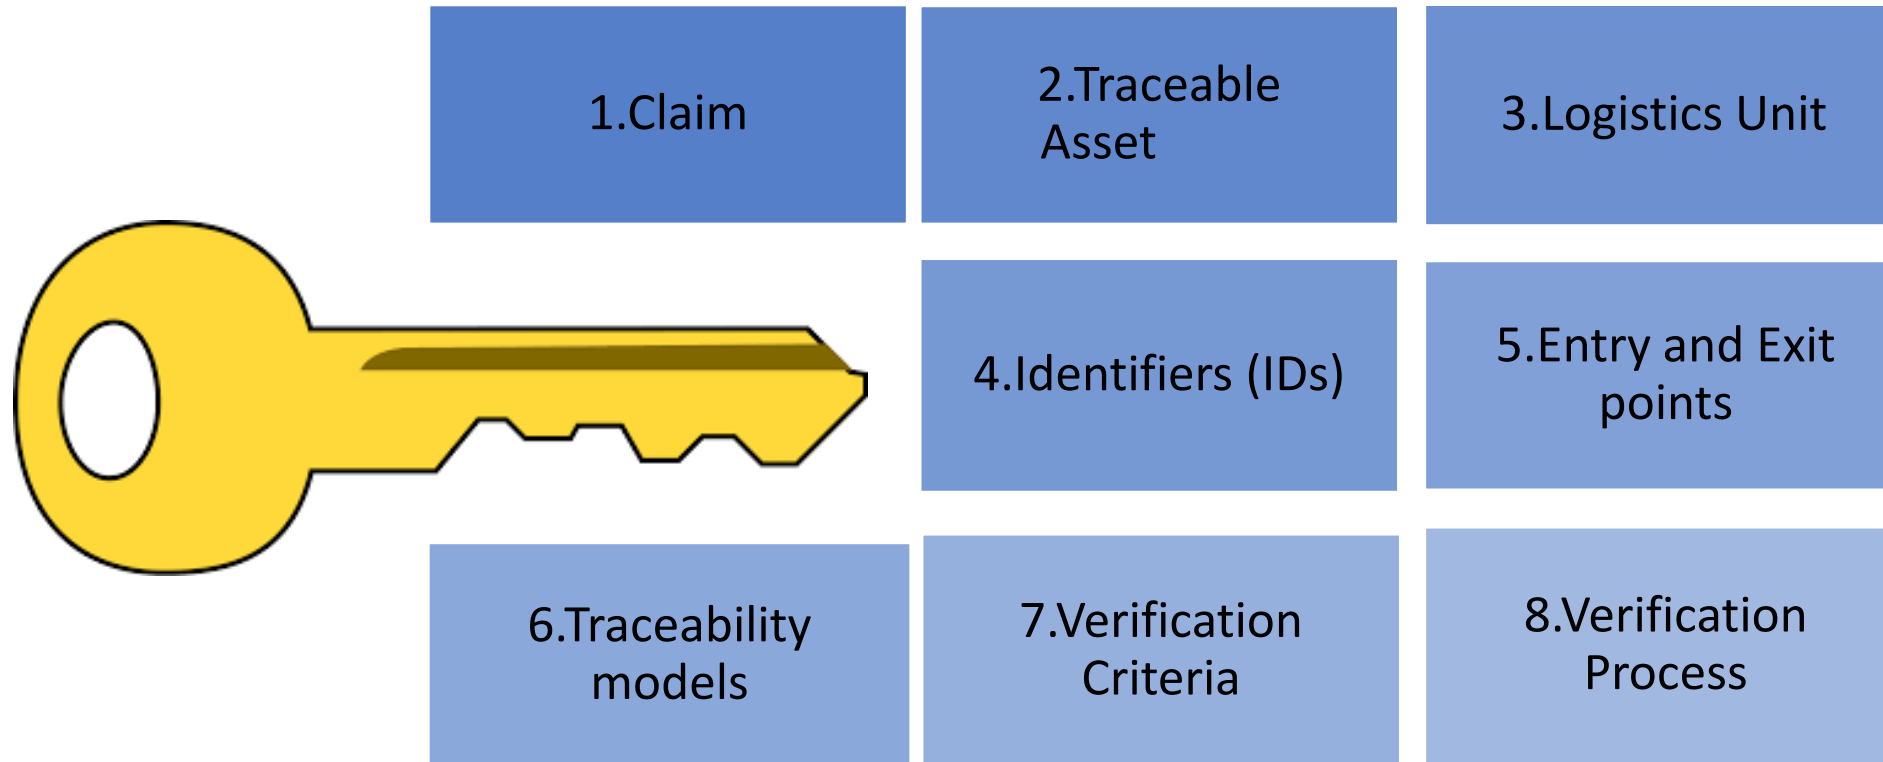 1.Claim
2.Traceable
Asset
3.Logistics Unit
4.Identifiers (IDs)
5.Entry and Exit
points
6.Traceability
models
7.Verification
Criteria
8.Verification
Process